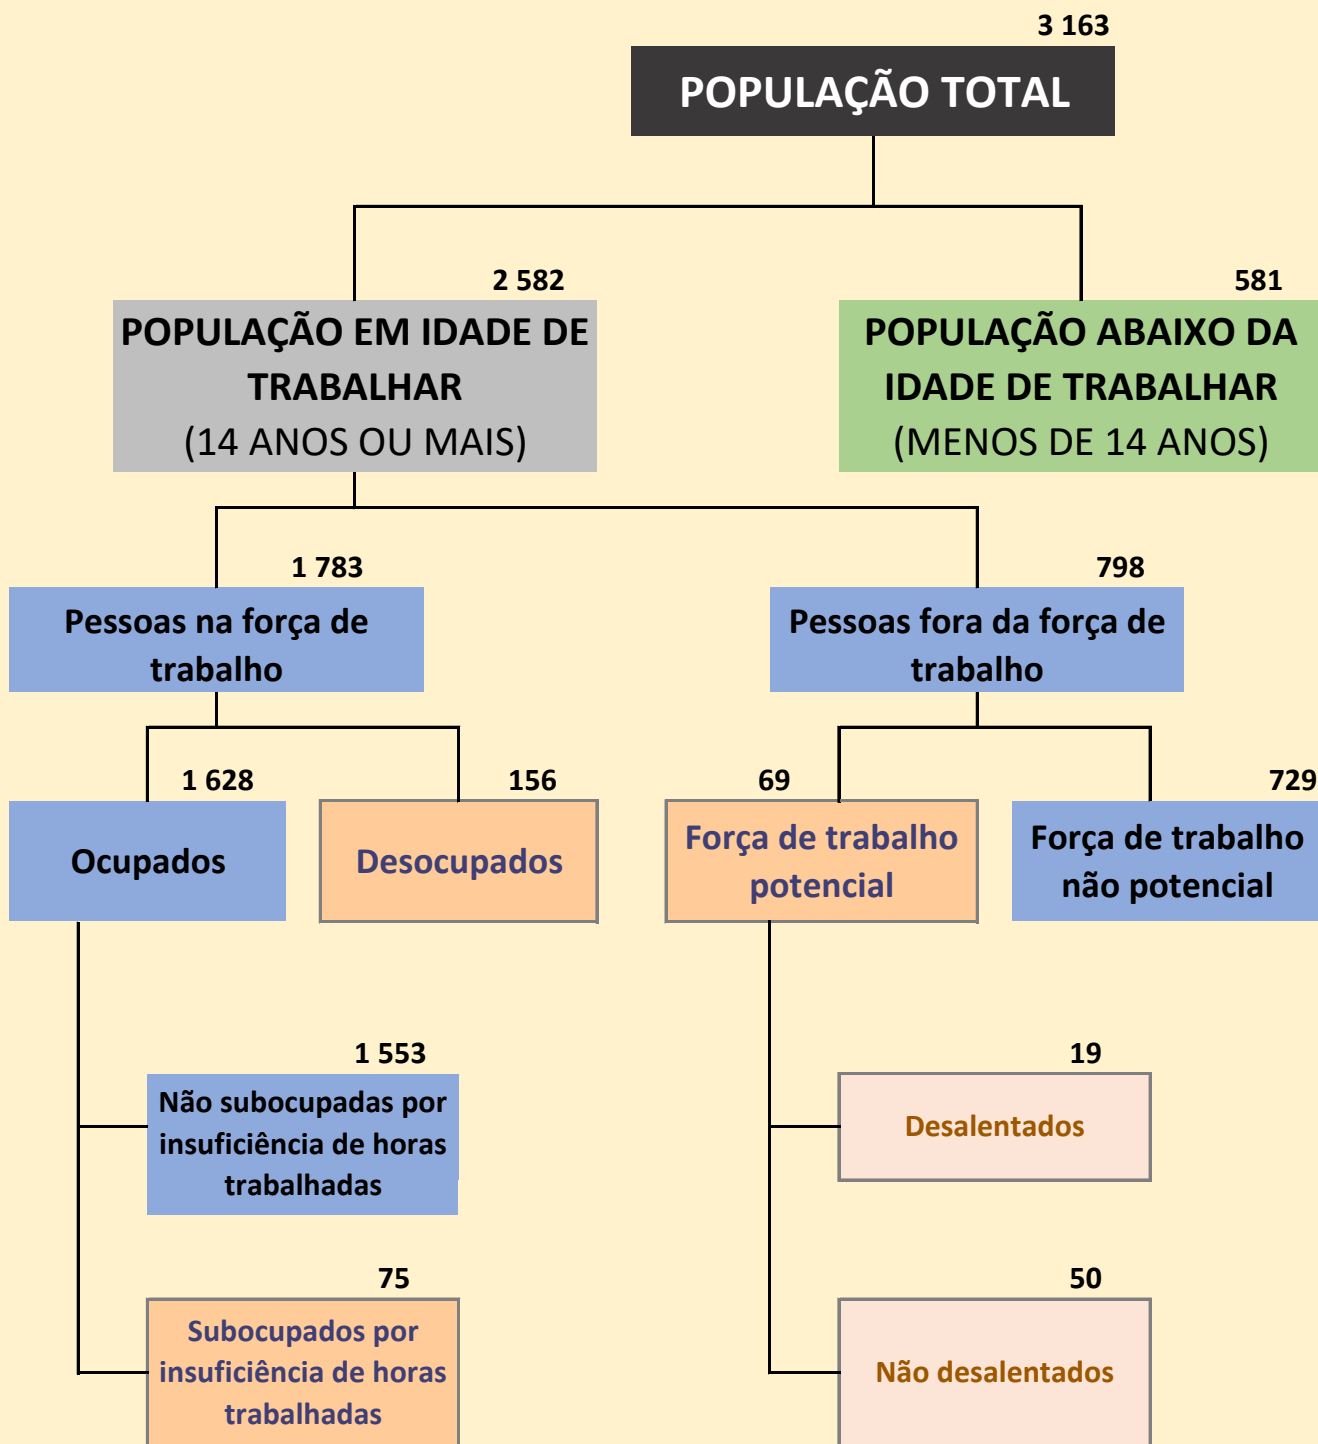 3 163
POPULAÇÃO TOTAL
2 582
POPULAÇÃO EM IDADE DE
TRABALHAR
(14 ANOS OU MAIS)
581
POPULAÇÃO ABAIXO DA
IDADE DE TRABALHAR
(MENOS DE 14 ANOS)
1 783
Pessoas na força de
trabalho
798
Pessoas fora da força de
trabalho
1 628
Ocupados
156
Desocupados
69
Força de trabalho
potencial
729
Força de trabalho
não potencial
1 553
Não subocupadas por
insuficiência de horas
trabalhadas
19
Desalentados
75
Subocupados por
insuficiência de horas
trabalhadas
50
Não desalentados